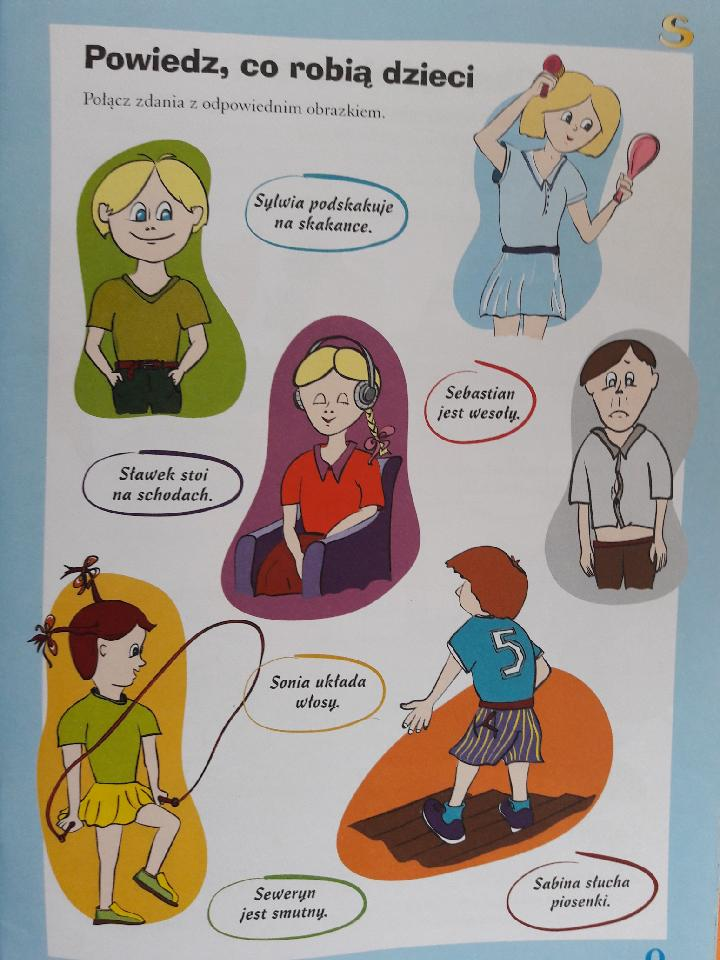 S
Powiedz, co robią dzieci
Połącz zdania z odpowiednim obrazkiem.
Sylwia podskakuje
na skakance.
Sebastian
jest wesoły.
Sławek stoi
na schodach.
5
Sonia układa
włosy.
Seweryn
jest smutny.
Sabina słucha
piosenki.